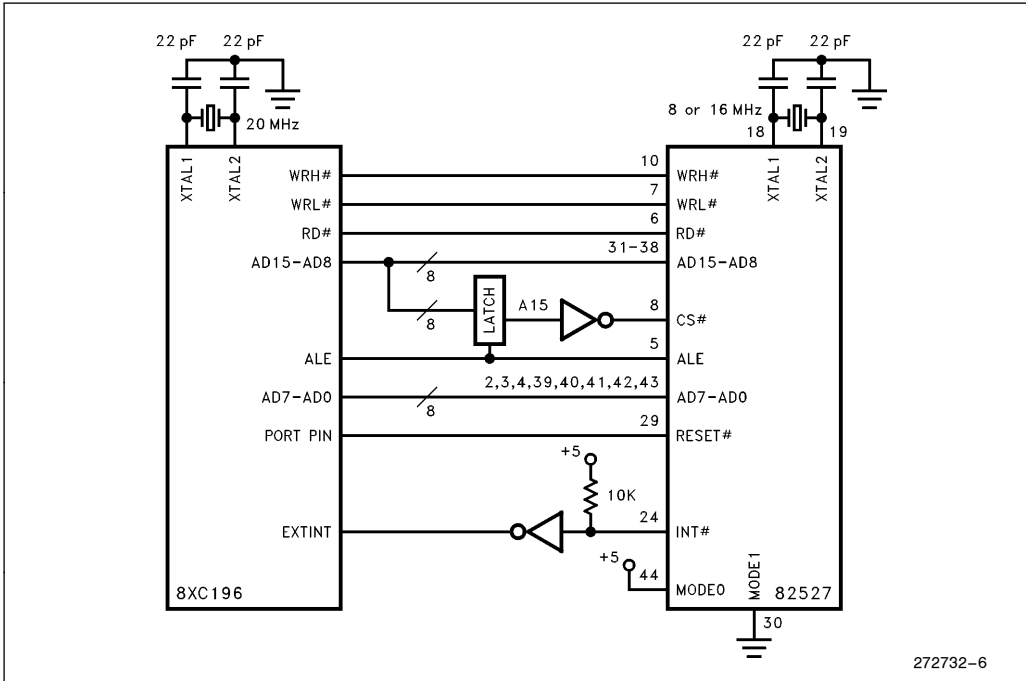 22 pF 22 pF
22 pF 22 pF
20 MHz
8 or 16 MHz
18 19
XTAL1
XTAL2
XTAL1
XTAL2
WRH# 10 WRH#
WRL# 7 WRL#
RD# 6 RD#
AD15-AD8 8 31-38 AD15-AD8
8 LATCH A15 8 CS#
ALE 5 ALE
AD7-AD0 8 2,3,4,39,40,41,42,43 AD7-AD0
PORT PIN 29 RESET#
+5
10K
EXTINT 24 INT#
+5
44 MODE0
MODE1
8XC196
82527
30
272732-6